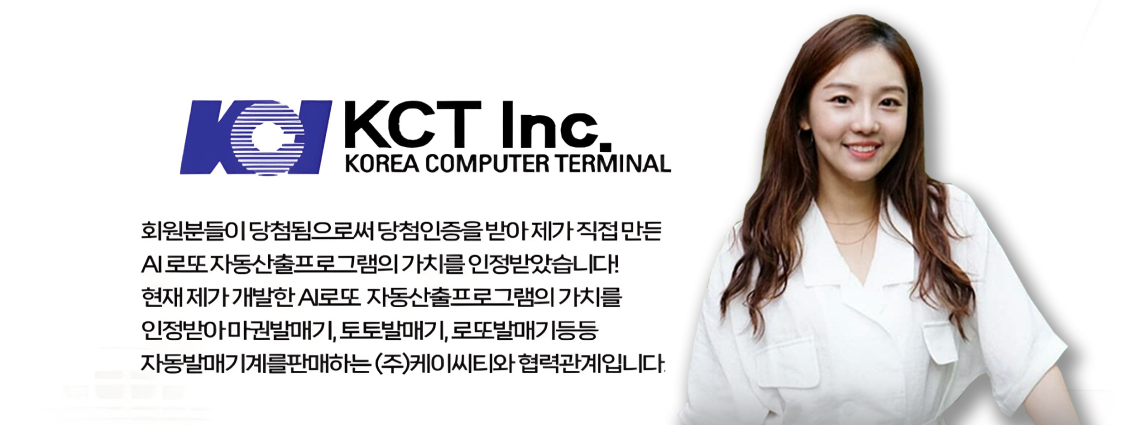 KCT
KCT Inc.
KOREA COMPUTER TERMINAL
회원분들이 당첨됨으로써 당첨인증을 받아 제가 직접 만든
AI 로또 자동산출프로그램의 가치를 인정받았습니다!
현재 제가 개발한 AI로또 자동산출프로그램의 가치를
인정받아 마권발매기, 토토발매기, 로또발매기등등
자동발매기계를판매하는 (주)케이씨티와 협력관계입니다.